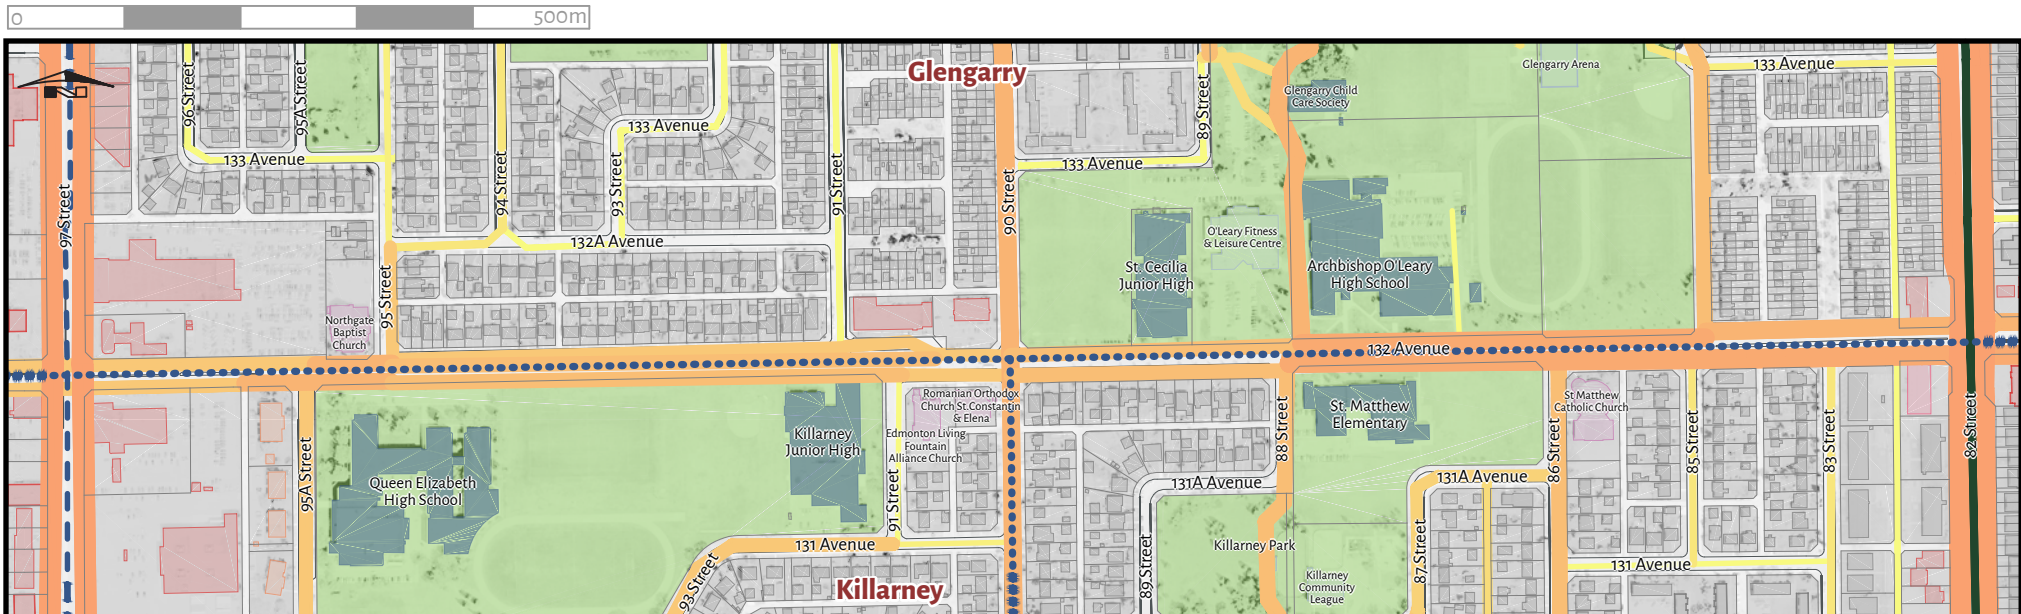 0
500m
Glengarry
Glengarry Arena
133 Avenue
96 Street
95A Street
Glengarry Child
Care Society
89 Street
133 Avenue
133 Avenue
133 Avenue
94 Street
93 Street
91 Street
97 Street
90 Street
132A Avenue
O'Leary Fitness
& Leisure Centre
St. Cecilia
Junior High
Archbishop O'Leary
High School
95 Street
Northgate
Baptist
Church
132 Avenue
Romanian Orthodox
Church St.Constantin
& Elena
St Matthew
Catholic Church
St. Matthew
Elementary
Killarney
Junior High
Edmonton Living
Fountain
Alliance Church
88 Street
86 Street
85 Street
83 Street
82 Street
95A Street
Queen Elizabeth
High School
91 Street
131A Avenue
131A Avenue
131 Avenue
Killarney Park
93 Street
89 Street
87 Street
131 Avenue
Killarney
Killarney
Community
League